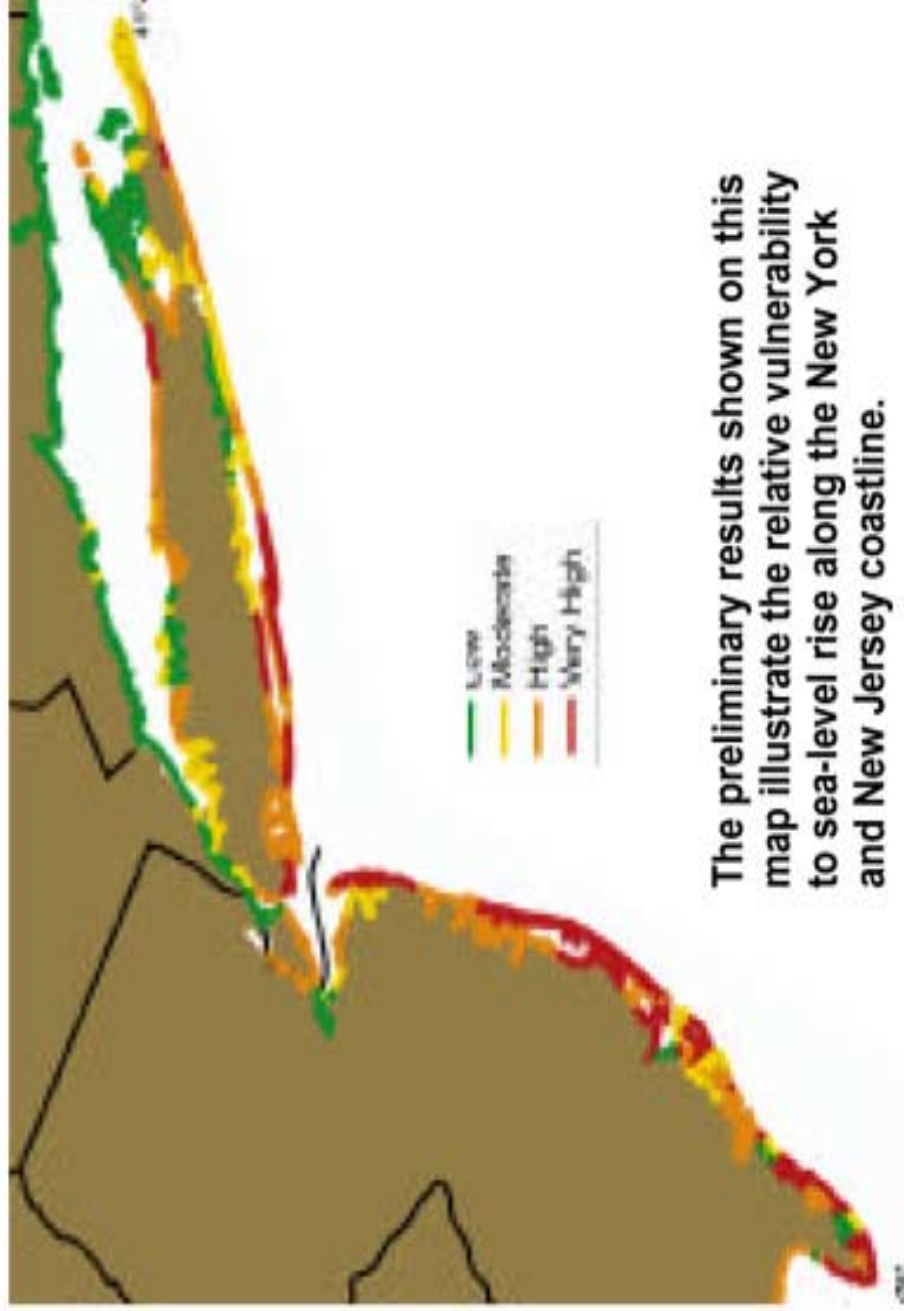 Low
Moderate
High
Very High
The preliminary results shown on this
map illustrate the relative vulnerability
to sea-level rise along the New York
and New Jersey coastline.